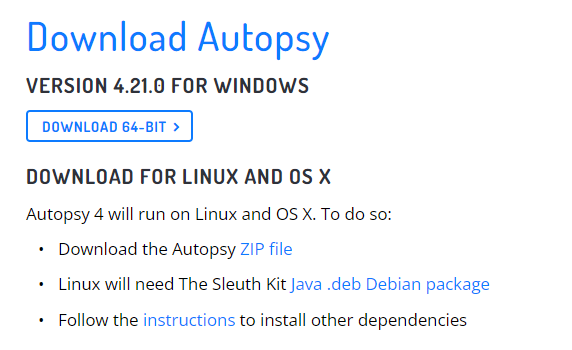 Download Autopsy
VERSION 4.21.0 FOR WINDOWS
DOWNLOAD 64-BIT >
DOWNLOAD FOR LINUX AND OS X
Autopsy 4 will run on Linux and OS X. To do so:
• Download the Autopsy ZIP file
• Linux will need The Sleuth Kit Java .deb Debian package
• Follow the instructions to install other dependencies